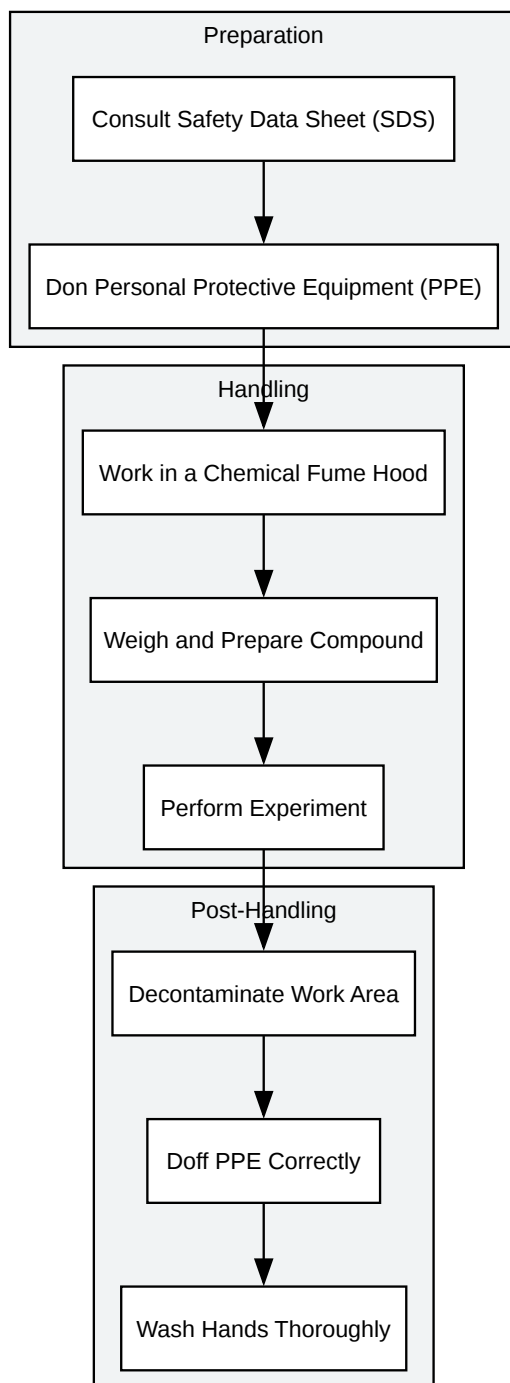 Preparation
Consult Safety Data Sheet (SDS)
Don Personal Protective Equipment (PPE)
Handling
Work in a Chemical Fume Hood
Weigh and Prepare Compound
Perform Experiment
Post-Handling
Decontaminate Work Area
Doff PPE Correctly
Wash Hands Thoroughly